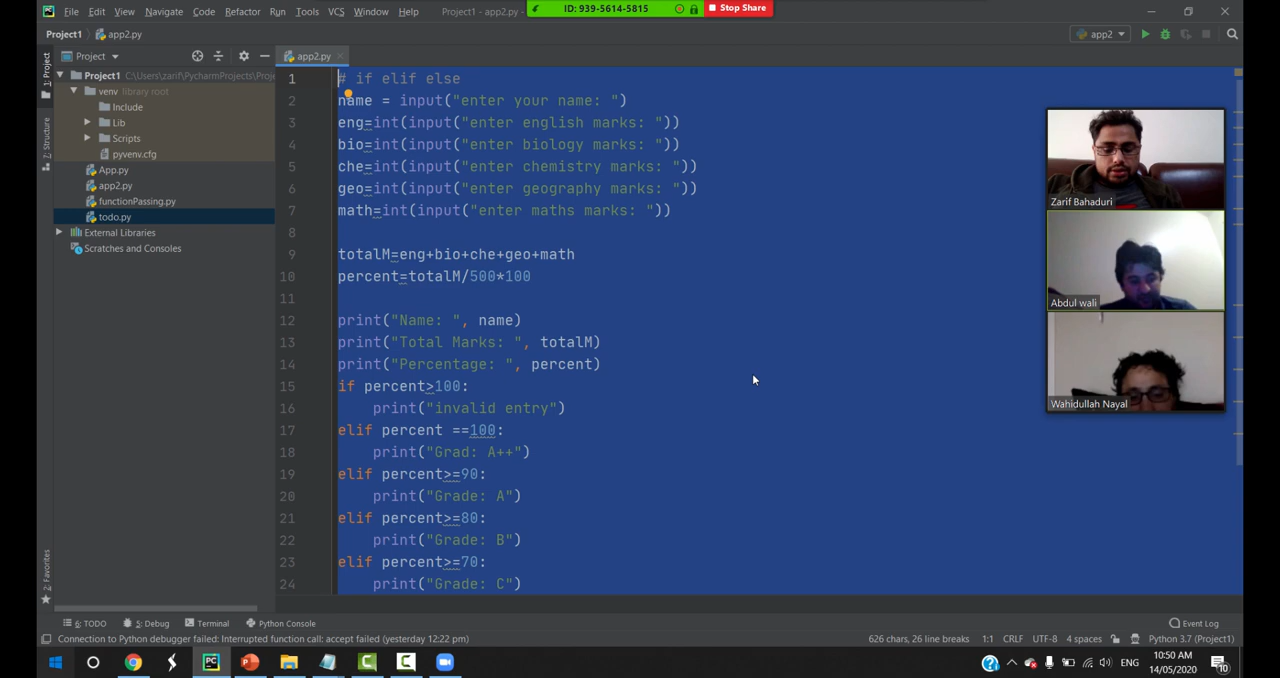 File Edit View Navigate Code Refactor Run Tools VCS Window Help Project1 - app2.py - ID: 939-5614-5815 Stop Share
Project1 app2.py app2
Project app2.py
1: Project
Project1 C:\Users\zarif\PycharmProjects\Proje
venv library root
Include
Lib
Scripts
pyvenv.cfg
App.py
app2.py
functionPassing.py
todo.py
External Libraries
Scratches and Consoles
7: Structure
2: Favorites
1 # if elif else
2 name = input("enter your name: ")
3 eng=int(input("enter english marks: "))
4 bio=int(input("enter biology marks: "))
5 che=int(input("enter chemistry marks: "))
6 geo=int(input("enter geography marks: "))
7 math=int(input("enter maths marks: "))
8
9 totalM=eng+bio+che+geo+math
10 percent=totalM/500*100
11
12 print("Name: ", name)
13 print("Total Marks: ", totalM)
14 print("Percentage: ", percent)
15 if percent>100:
16 print("invalid entry")
17 elif percent ==100:
18 print("Grad: A++")
19 elif percent>=90:
20 print("Grade: A")
21 elif percent>=80:
22 print("Grade: B")
23 elif percent>=70:
24 print("Grade: C")
Zarif Bahaduri
Abdul wali
Wahidullah Nayal
6: TODO 5: Debug Terminal Python Console Event Log
Connection to Python debugger failed: Interrupted function call: accept failed (yesterday 12:22 pm) 626 chars, 26 line breaks 1:1 CRLF UTF-8 4 spaces Python 3.7 (Project1)
PC P C C ENG 10:50 AM
14/05/2020 10